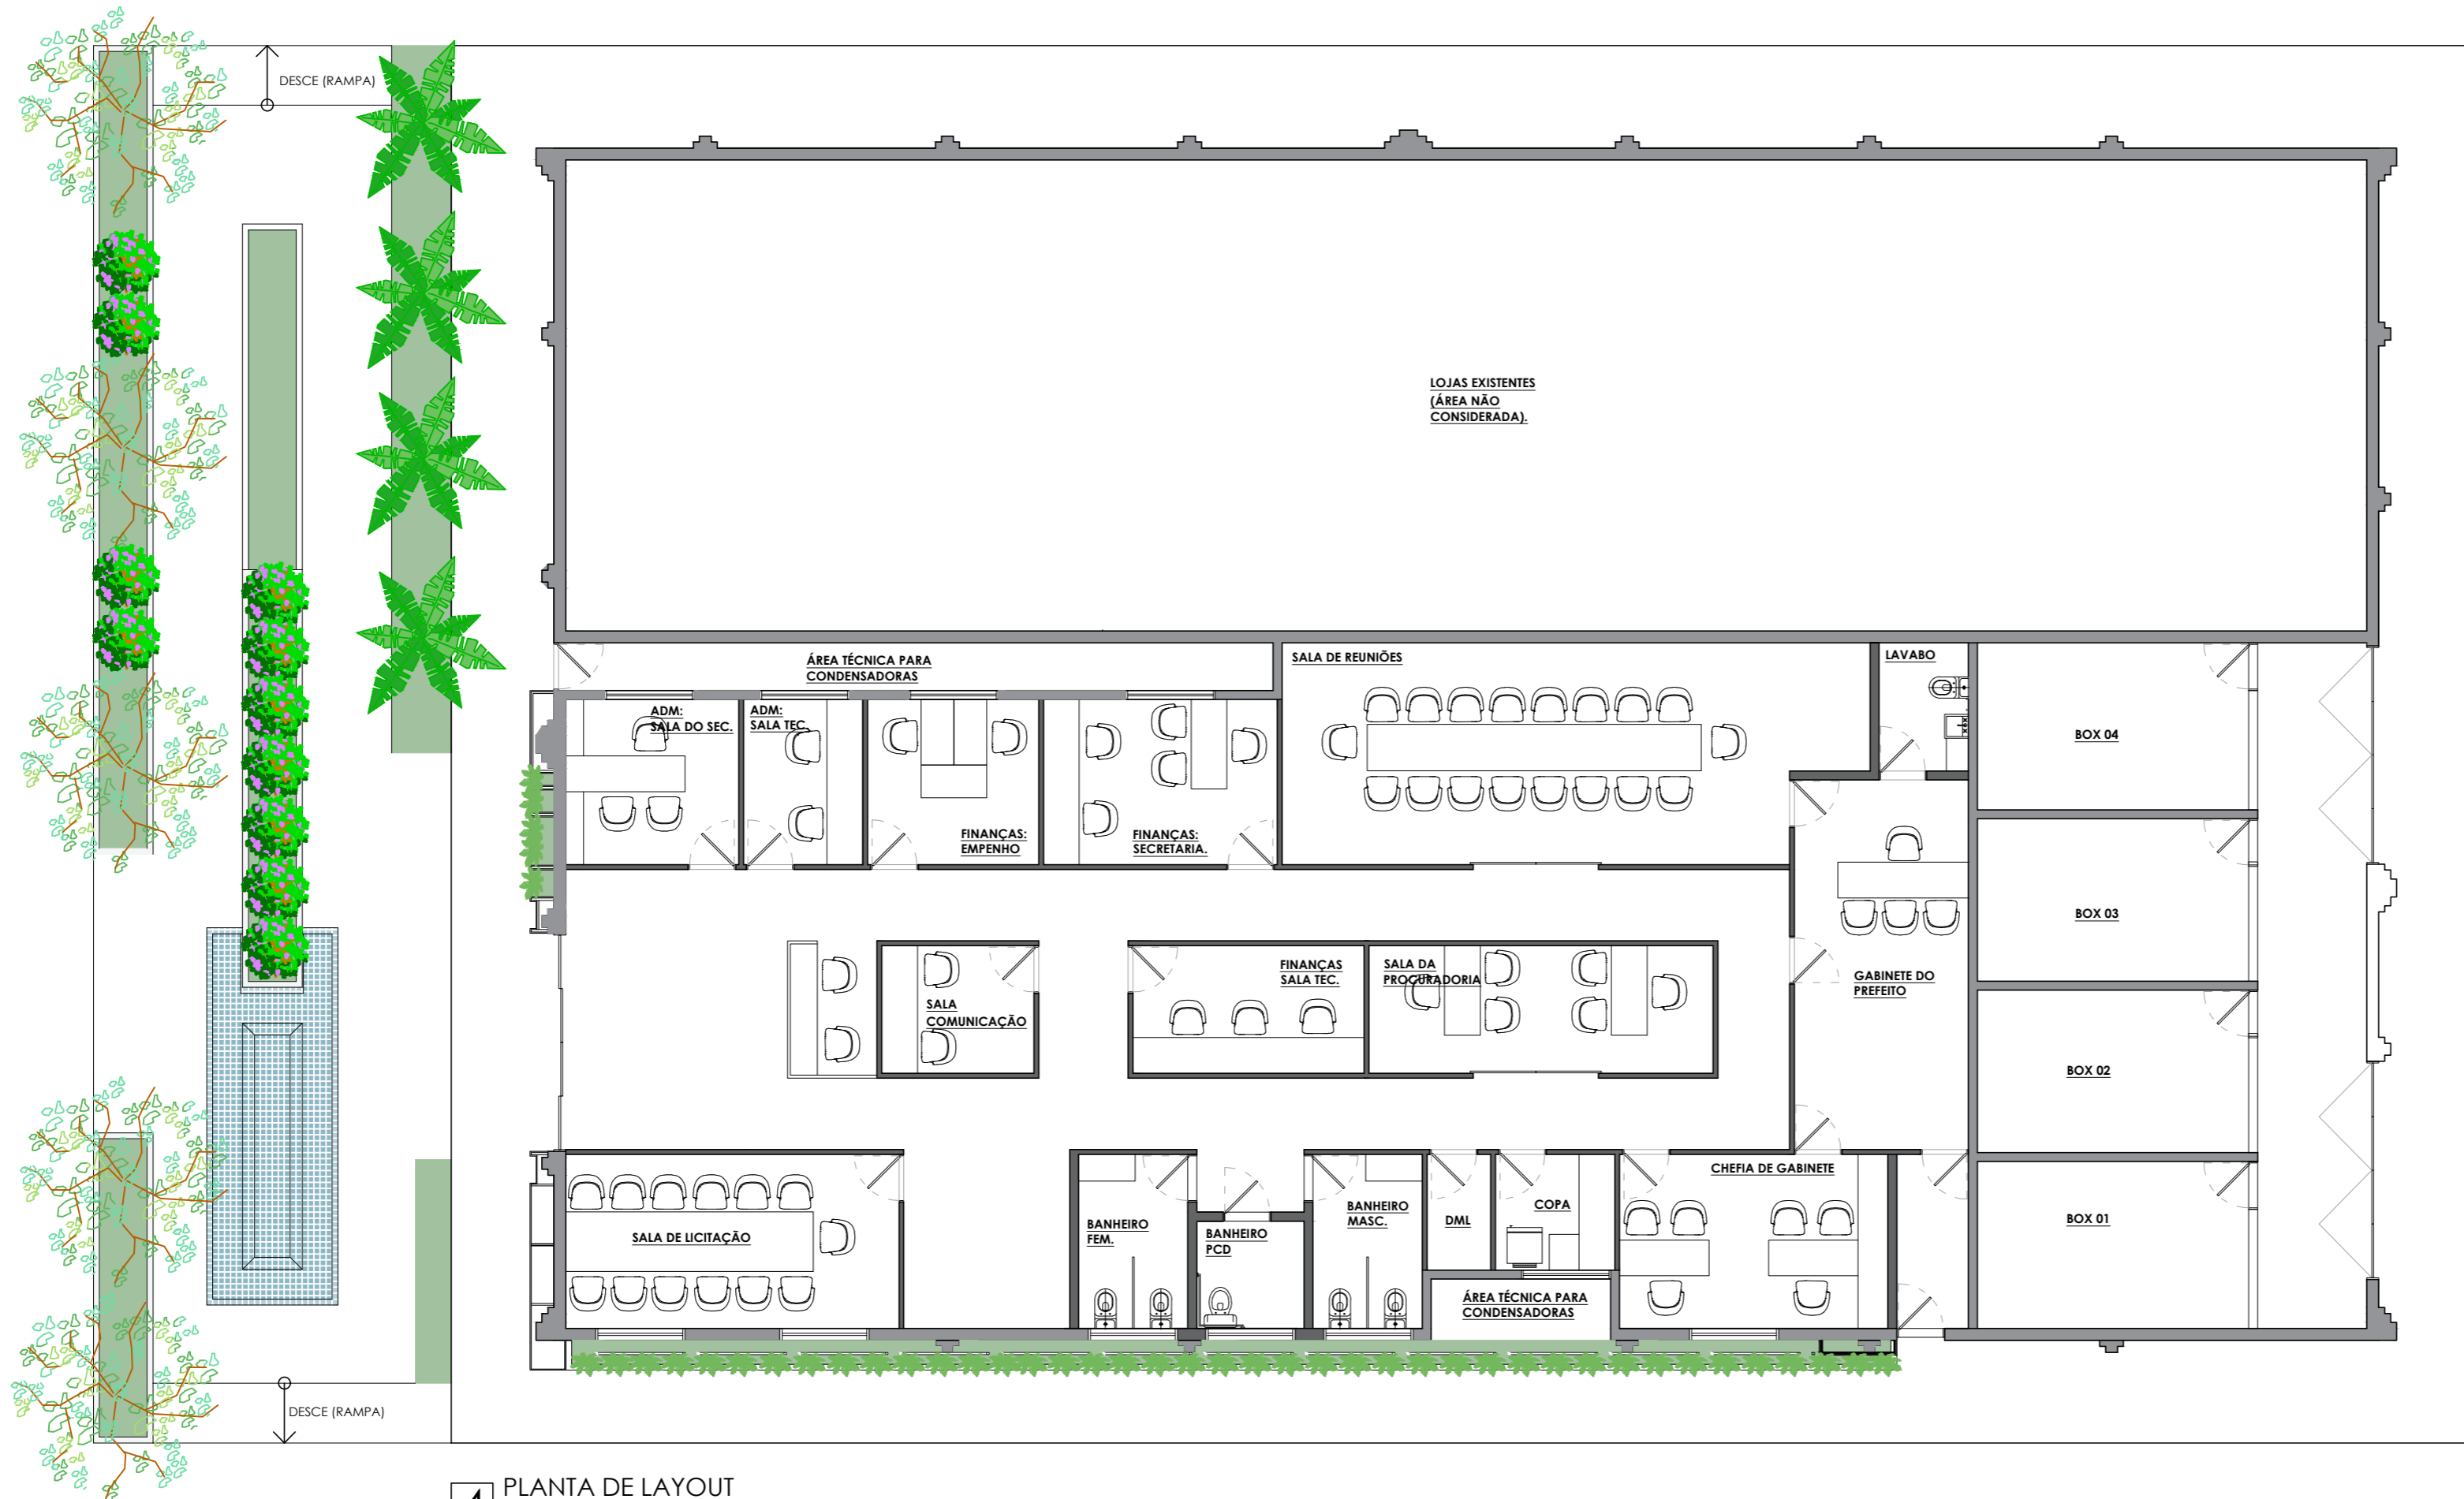 DESCE (RAMPA)
LOJAS EXISTENTES
(ÁREA NÃO
CONSIDERADA).
ÁREA TÉCNICA PARA
CONDENSADORAS
SALA DE REUNIÕES
LAVABO
ADM:
SALA DO SEC.
ADM:
SALA TEC.
BOX 04
FINANÇAS:
EMPENHO
FINANÇAS:
SECRETARIA.
BOX 03
FINANÇAS
SALA TEC.
SALA DA
PROCURADORIA
GABINETE DO
PREFEITO
SALA
COMUNICAÇÃO
BOX 02
CHEFIA DE GABINETE
SALA DE LICITAÇÃO
BANHEIRO
FEM.
BANHEIRO
PCD
BANHEIRO
MASC.
DML
COPA
BOX 01
ÁREA TÉCNICA PARA
CONDENSADORAS
DESCE (RAMPA)
PLANTA DE LAYOUT